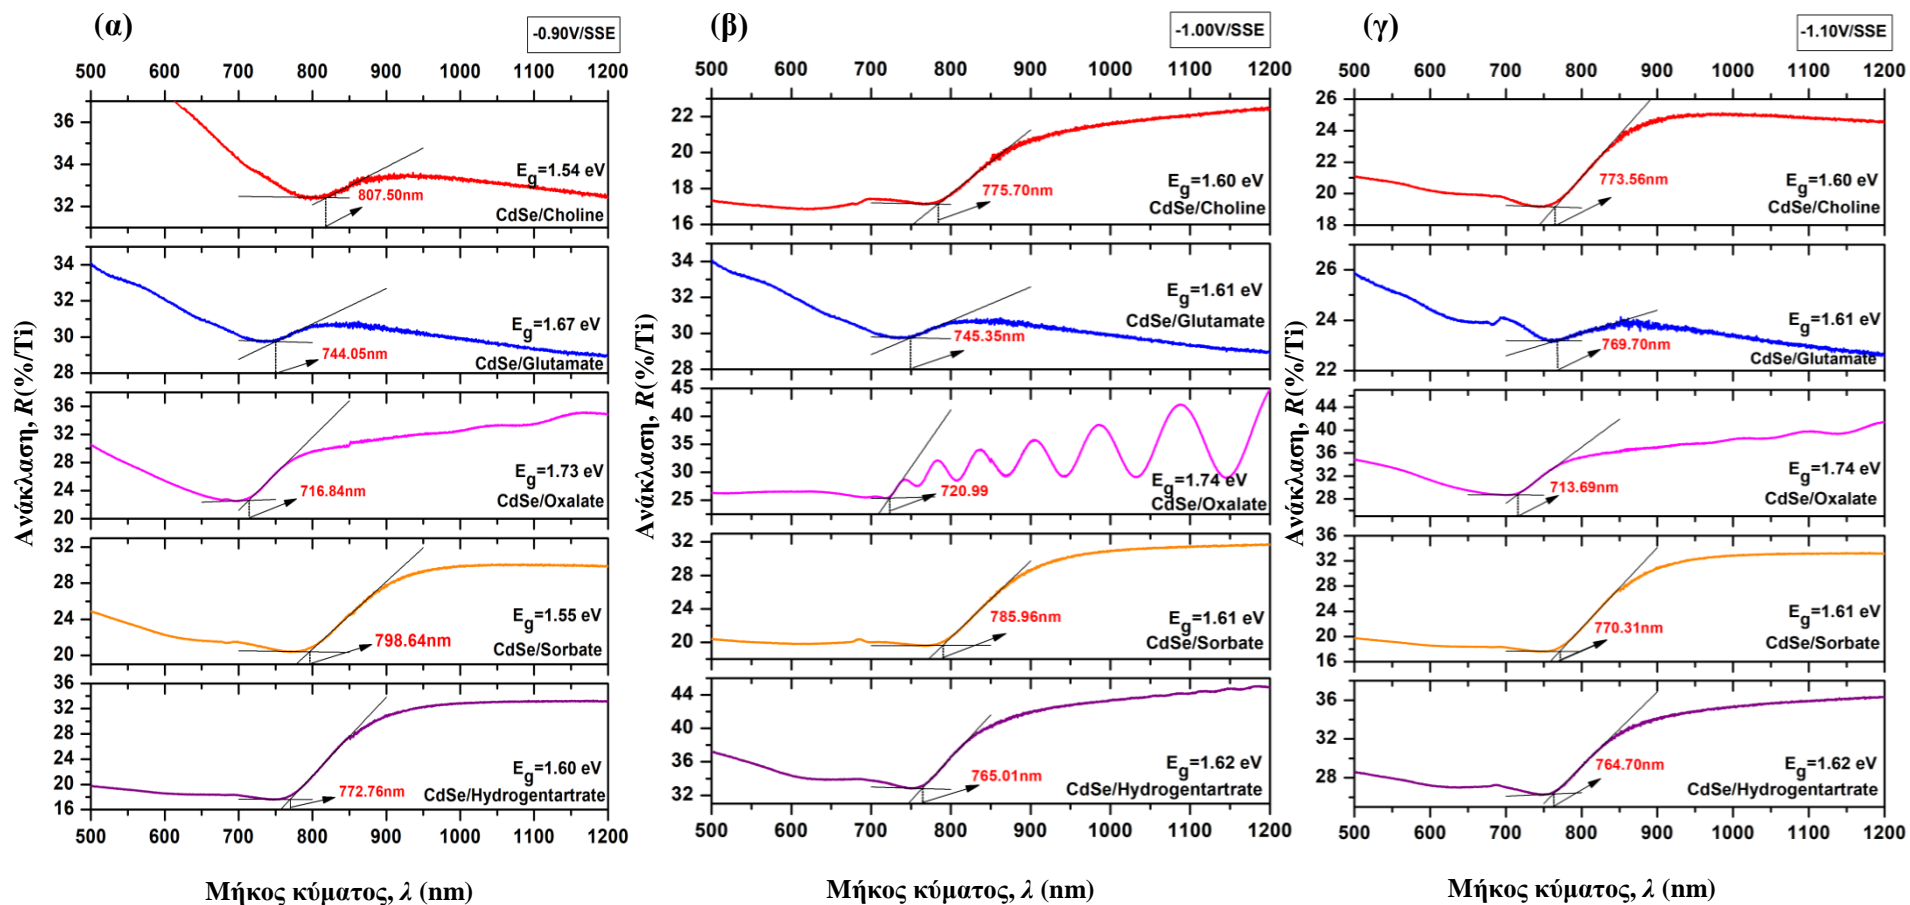 (α)
-0.90V/SSE
500 600 700 800 900 1000 1100 1200
36
34
32
Eg=1.54 eV
807.50nm
CdSe/Choline
34
32
30
28
Eg=1.67 eV
744.05nm
CdSe/Glutamate
36
32
28
24
20
Eg=1.73 eV
716.84nm
CdSe/Oxalate
32
28
24
20
Eg=1.55 eV
798.64nm
CdSe/Sorbate
36
32
28
24
20
16
Eg=1.60 eV
772.76nm
CdSe/Hydrogentartrate
500 600 700 800 900 1000 1100 1200
Ανάκλαση, R(%/Ti)
Μήκος κύματος, λ (nm)
(β)
-1.00V/SSE
500 600 700 800 900 1000 1100 1200
22
20
18
16
775.70nm
Eg=1.60 eV
CdSe/Choline
34
32
30
28
Eg=1.61 eV
CdSe/Glutamate
745.35nm
45
40
35
30
25
Eg=1.74 eV
720.99
CdSe/Oxalate
32
28
24
20
785.96nm
Eg=1.61 eV
CdSe/Sorbate
44
40
36
32
765.01nm
Eg=1.62 eV
CdSe/Hydrogentartrate
500 600 700 800 900 1000 1100 1200
Ανάκλαση, R(%/Ti)
Μήκος κύματος, λ (nm)
(γ)
-1.10V/SSE
500 600 700 800 900 1000 1100 1200
26
24
22
20
18
773.56nm
Eg=1.60 eV
CdSe/Choline
26
24
22
Eg=1.61 eV
769.70nm
CdSe/Glutamate
44
40
36
32
28
Eg=1.74 eV
713.69nm
CdSe/Oxalate
36
32
28
24
20
16
770.31nm
Eg=1.61 eV
CdSe/Sorbate
36
32
28
764.70nm
Eg=1.62 eV
CdSe/Hydrogentartrate
500 600 700 800 900 1000 1100 1200
Ανάκλαση, R(%/Ti)
Μήκος κύματος, λ (nm)